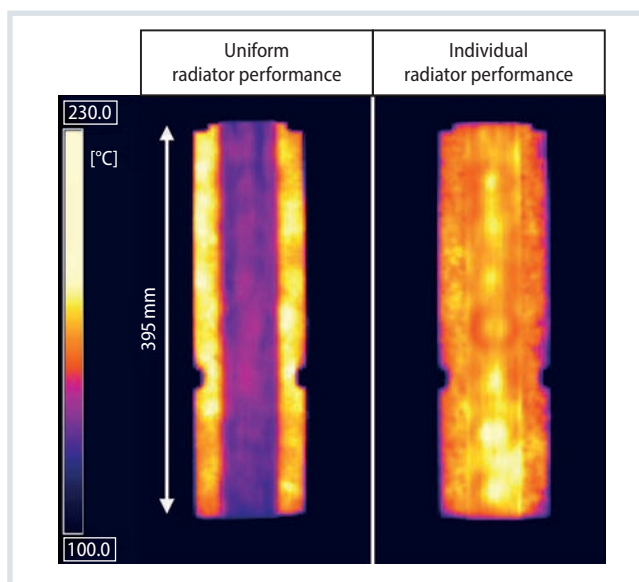 Uniform
radiator performance
Individual
radiator performance
230.0
[°C]
395 mm
100.0